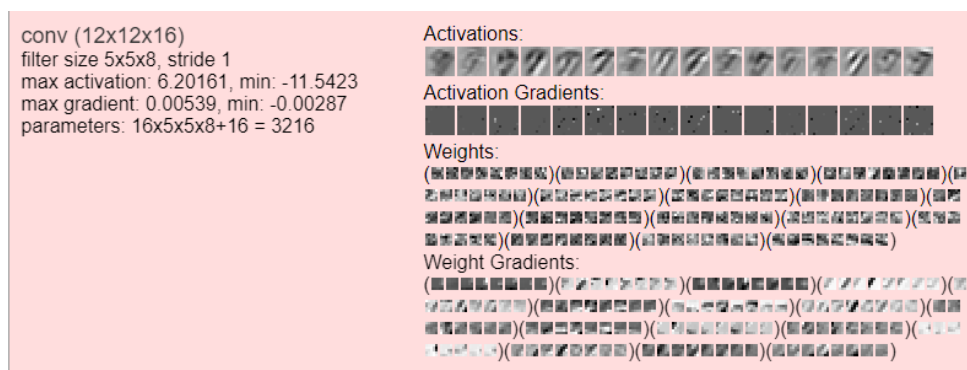 conv (12x12x16)
filter size 5x5x8, stride 1
max activation: 6.20161, min: -11.5423
max gradient: 0.00539, min: -0.00287
parameters: 16x5x5x8+16 = 3216
Activations:
Activation Gradients:
Weights:
Weight Gradients: